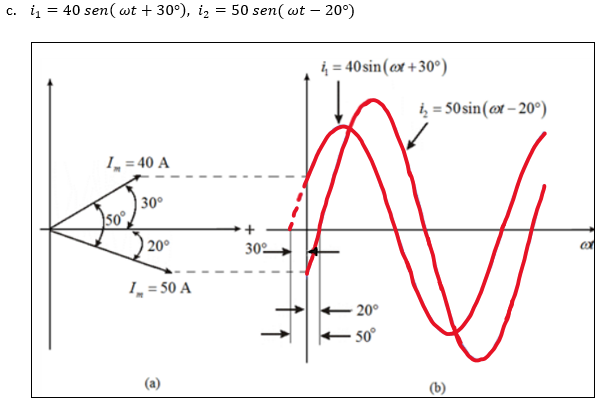 c. i₁ = 40 sen( ωt + 30°), i₂ = 50 sen( ωt − 20°)
i₁ = 40sin(ωt +30°)
i₂ = 50sin(ωt − 20°)
Iₘ = 40 A
30°
50°
20°
Iₘ = 50 A
+
30°
ωt
20°
50°
(a)
(b)